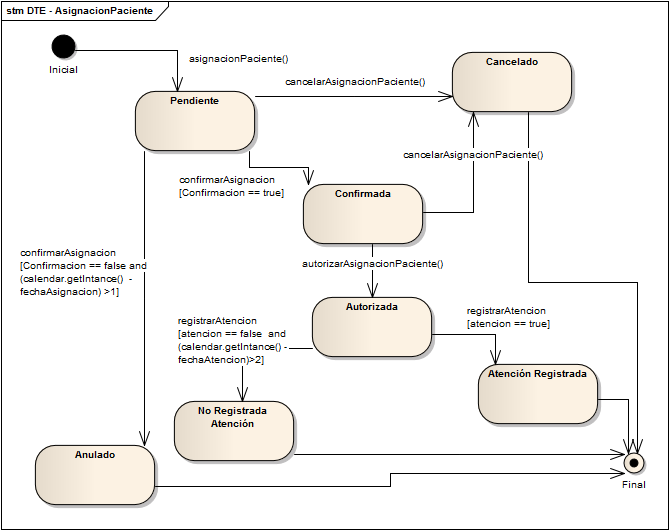 stm DTE - AsignacionPaciente
Inicial
asignacionPaciente()
Cancelado
cancelarAsignacionPaciente()
Pendiente
cancelarAsignacionPaciente()
confirmarAsignacion
[Confirmacion == true]
Confirmada
confirmarAsignacion
[Confirmacion == false and
(calendar.getIntance() -
fechaAsignacion) >1]
autorizarAsignacionPaciente()
Autorizada
registrarAtencion
[atencion == true]
registrarAtencion
[atencion == false and
(calendar.getIntance() -
fechaAtencion)>2]
Atención Registrada
No Registrada
Atención
Anulado
Final